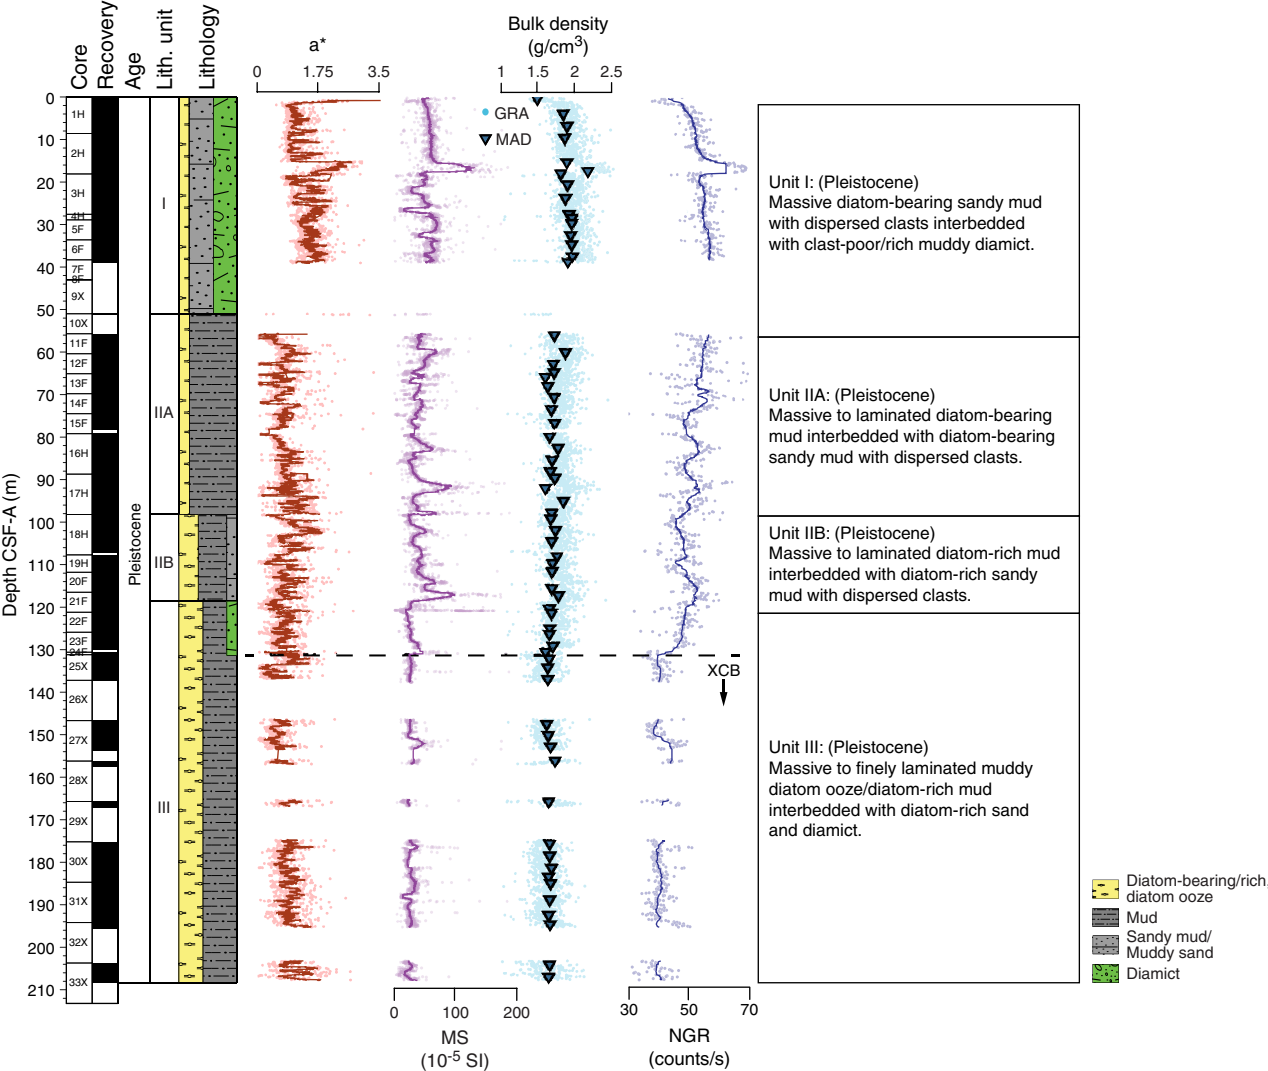 Core
Recovery
Age
Lith. unit
Lithology
a*
0 1.75 3.5
Bulk density
(g/cm3)
1 1.5 2 2.5
GRA
MAD
Depth CSF-A (m)
0
10
20
30
40
50
60
70
80
90
100
110
120
130
140
150
160
170
180
190
200
210
1H
2H
3H
4H
5F
6F
7F
8F
9X
10X
11F
12F
13F
14F
15F
16H
17H
18H
19H
20F
21F
22F
23F
24F
25X
26X
27X
28X
29X
30X
31X
32X
33X
Pleistocene
I
IIA
IIB
III
XCB
0 100 200
MS
(10-5 SI)
30 50 70
NGR
(counts/s)
Unit I: (Pleistocene)
Massive diatom-bearing sandy mud
with dispersed clasts interbedded
with clast-poor/rich muddy diamict.
Unit IIA: (Pleistocene)
Massive to laminated diatom-bearing
mud interbedded with diatom-bearing
sandy mud with dispersed clasts.
Unit IIB: (Pleistocene)
Massive to laminated diatom-rich mud
interbedded with diatom-rich sandy
mud with dispersed clasts.
Unit III: (Pleistocene)
Massive to finely laminated muddy
diatom ooze/diatom-rich mud
interbedded with diatom-rich sand
and diamict.
Diatom-bearing/rich,
diatom ooze
Mud
Sandy mud/
Muddy sand
Diamict